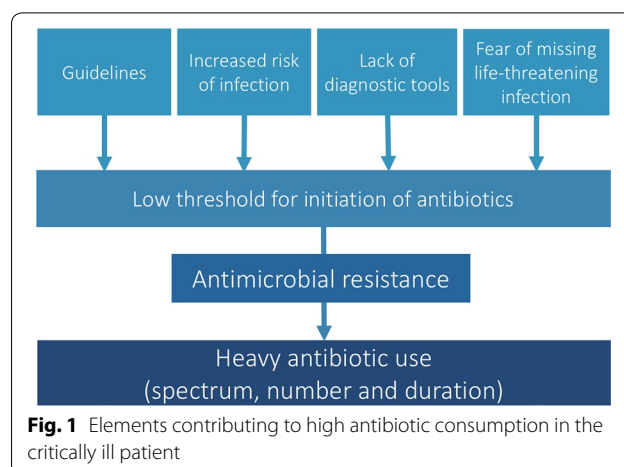 Guidelines
Increased risk
of infection
Lack of
diagnostic tools
Fear of missing
life-threatening
infection
Low threshold for initiation of antibiotics
Antimicrobial resistance
Heavy antibiotic use
(spectrum, number and duration)
Fig. 1 Elements contributing to high antibiotic consumption in the
critically ill patient